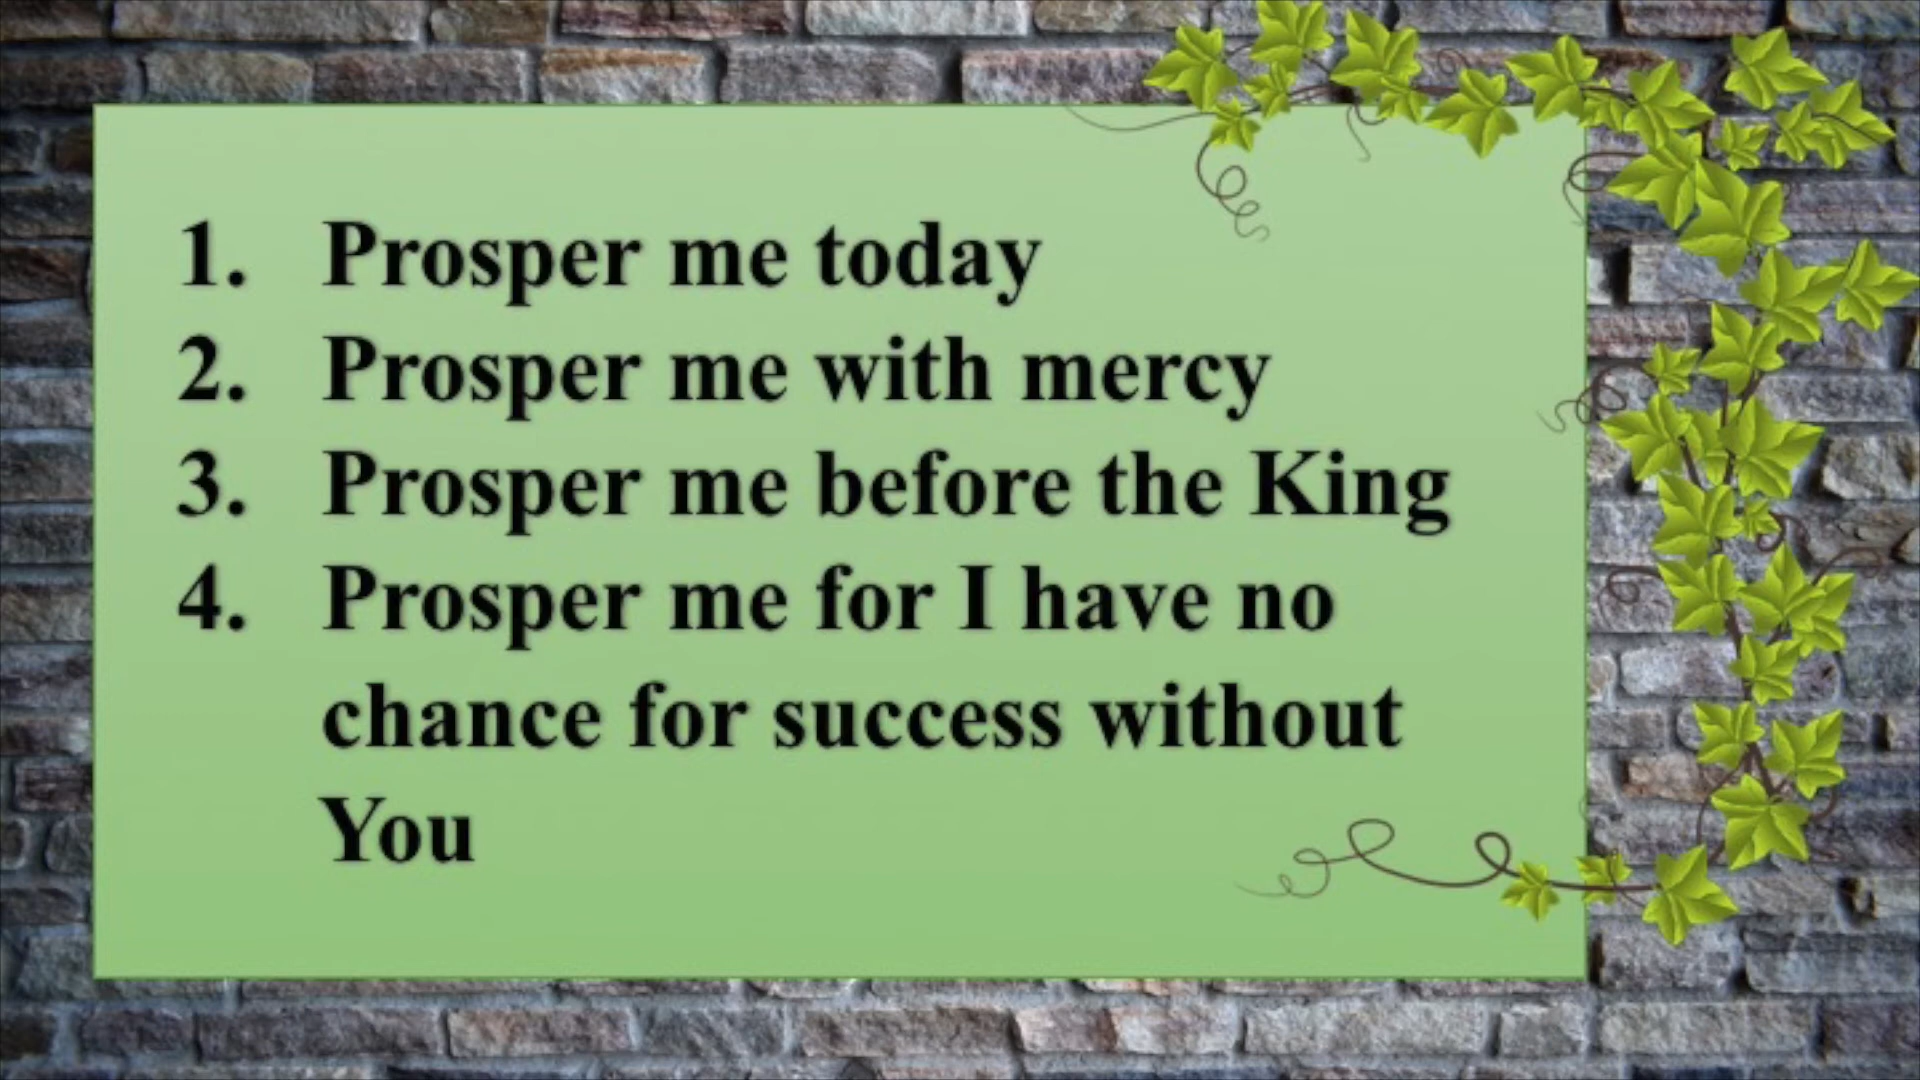 1. Prosper me today
2. Prosper me with mercy
3. Prosper me before the King
4. Prosper me for I have no
chance for success without
You